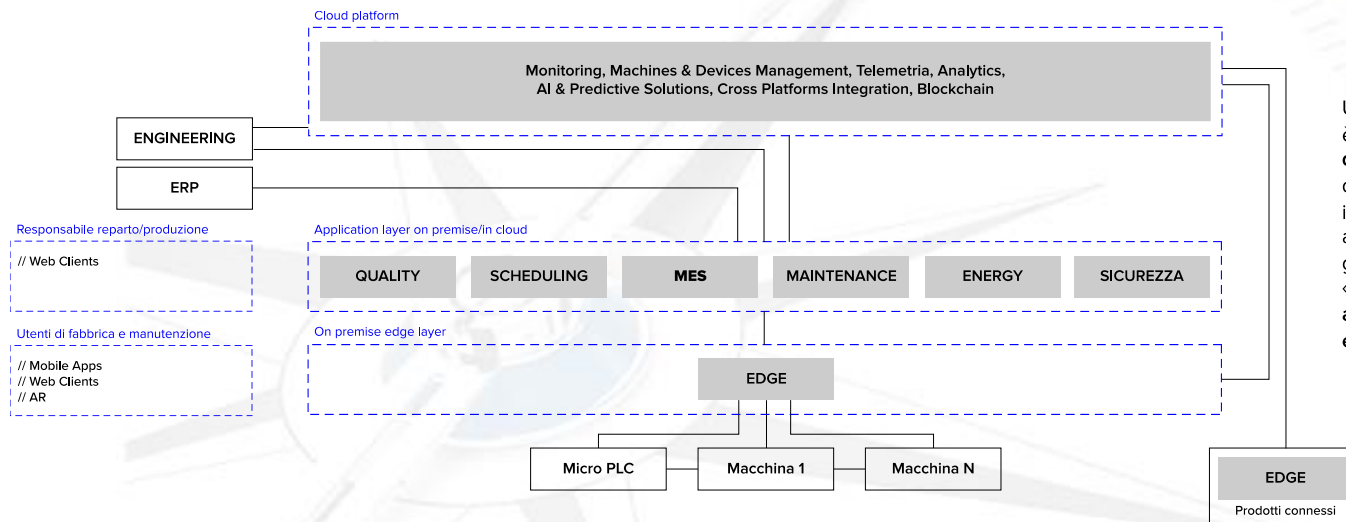 Cloud platform
Monitoring, Machines & Devices Management, Telemetria, Analytics,
AI & Predictive Solutions, Cross Platforms Integration, Blockchain
ENGINEERING
ERP
Responsabile reparto/produzione
// Web Clients
Application layer on premise/in cloud
QUALITY
SCHEDULING
MES
MAINTENANCE
ENERGY
SICUREZZA
Utenti di fabbrica e manutenzione
// Mobile Apps
// Web Clients
// AR
On premise edge layer
EDGE
Micro PLC
Macchina 1
Macchina N
EDGE
Prodotti connessi